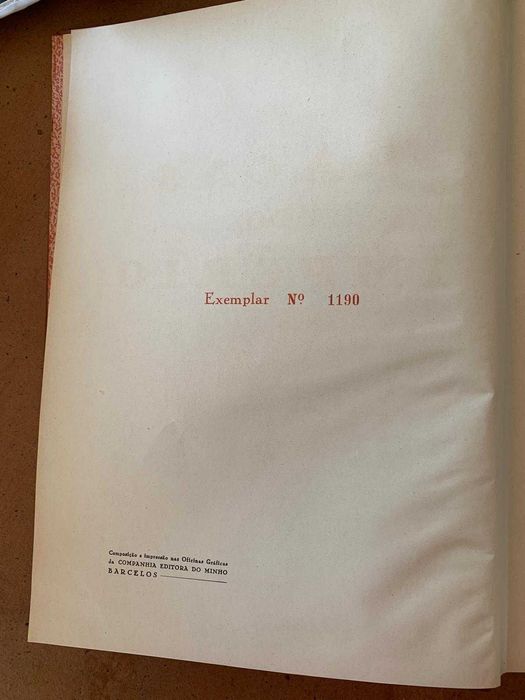 Exemplar Nº 1190
Composição e Impressão nas Oficinas Gráficas
da COMPANHIA EDITORA DO MINHO
BARCELOS